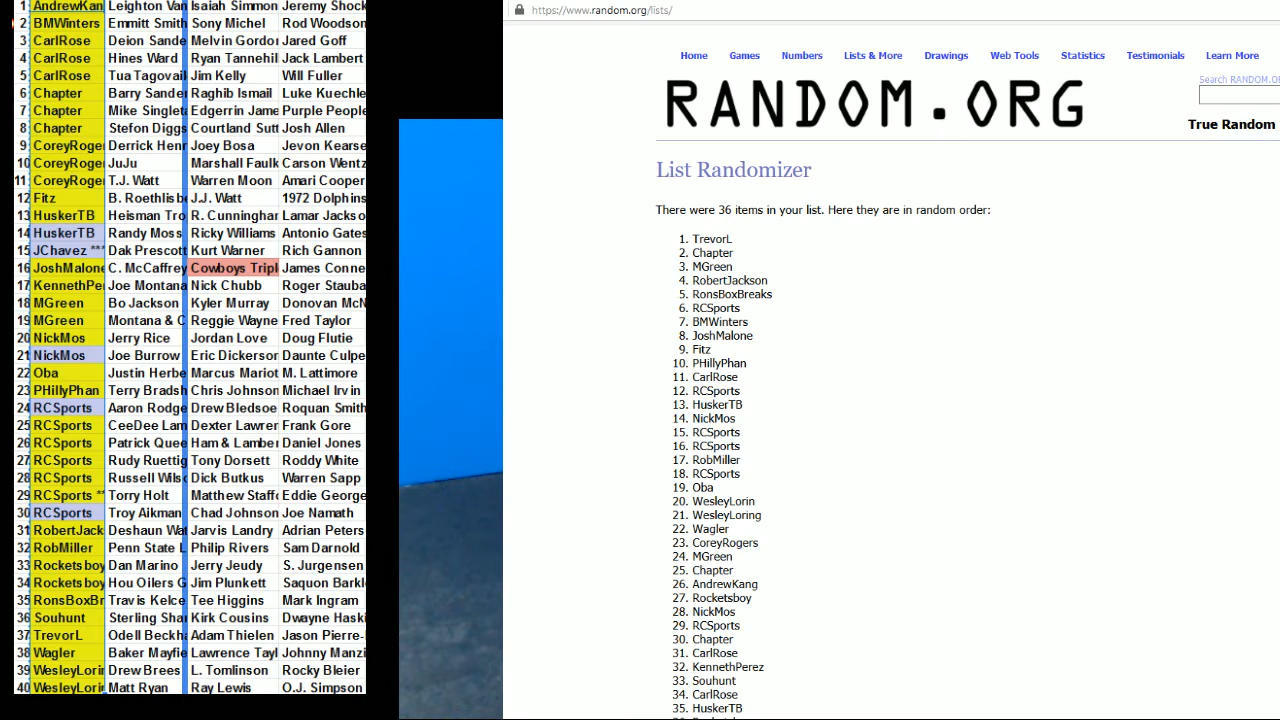 1 AndrewKan Leighton Van Isaiah Simmon Jeremy Shock
2 BMWinters Emmitt Smith Sony Michel Rod Woodson
3 CarlRose Deion Sande Melvin Gordo Jared Goff
4 CarlRose Hines Ward Ryan Tannehil Jack Lambert
5 CarlRose Tua Tagovail Jim Kelly Will Fuller
6 Chapter Barry Sander Raghib Ismail Luke Kuechle
7 Chapter Mike Singleta Edgerrin Jame Purple People
8 Chapter Stefon Diggs Courtland Sutt Josh Allen
9 CoreyRoger Derrick Henr Joey Bosa Jevon Kearse
10 CoreyRoger JuJu Marshall Faulk Carson Wentz
11 CoreyRoger T.J. Watt Warren Moon Amari Cooper
12 Fitz B. Roethlisbe J.J. Watt 1972 Dolphins
13 HuskerTB Heisman Tro R. Cunninghar Lamar Jackso
14 HuskerTB Randy Moss Ricky Williams Antonio Gates
15 JChavez *** Dak Prescott Kurt Warner Rich Gannon
16 JoshMalone C. McCaffrey Cowboys Tripl James Conne
17 KennethPe Joe Montana Nick Chubb Roger Stauba
18 MGreen Bo Jackson Kyler Murray Donovan McN
19 MGreen Montana & C Reggie Wayne Fred Taylor
20 NickMos Jerry Rice Jordan Love Doug Flutie
21 NickMos Joe Burrow Eric Dickerson Daunte Culpe
22 Oba Justin Herbe Marcus Mariot M. Lattimore
23 PHillyPhan Terry Bradsh Chris Johnson Michael Irvin
24 RCSports Aaron Rodge Drew Bledsoe Roquan Smith
25 RCSports CeeDee Lam Dexter Lawrer Frank Gore
26 RCSports Patrick Quee Ham & Lamber Daniel Jones
27 RCSports Rudy Ruettig Tony Dorsett Roddy White
28 RCSports Russell Wils Dick Butkus Warren Sapp
29 RCSports ** Torry Holt Matthew Staffo Eddie George
30 RCSports Troy Aikman Chad Johnson Joe Namath
31 RobertJack Deshaun Wat Jarvis Landry Adrian Peters
32 RobMiller Penn State L Philip Rivers Sam Darnold
33 Rocketsboy Dan Marino Jerry Jeudy S. Jurgensen
34 Rocketsboy Hou Oilers G Jim Plunkett Saquon Barkl
35 RonsBoxBr Travis Kelce Tee Higgins Mark Ingram
36 Souhunt Sterling Shar Kirk Cousins Dwayne Hask
37 TrevorL Odell Beckha Adam Thielen Jason Pierre-
38 Wagler Baker Mayfie Lawrence Tayl Johnny Manzi
39 WesleyLorin Drew Brees L. Tomlinson Rocky Bleier
40 WesleyLorin Matt Ryan Ray Lewis O.J. Simpson
https://www.random.org/lists/
Home Games Numbers Lists & More Drawings Web Tools Statistics Testimonials Learn More
Search RANDOM.O
RANDOM.ORG
True Random
List Randomizer
There were 36 items in your list. Here they are in random order:
1. TrevorL
2. Chapter
3. MGreen
4. RobertJackson
5. RonsBoxBreaks
6. RCSports
7. BMWinters
8. JoshMalone
9. Fitz
10. PHillyPhan
11. CarlRose
12. RCSports
13. HuskerTB
14. NickMos
15. RCSports
16. RCSports
17. RobMiller
18. RCSports
19. Oba
20. WesleyLorin
21. WesleyLoring
22. Wagler
23. CoreyRogers
24. MGreen
25. Chapter
26. AndrewKang
27. Rocketsboy
28. NickMos
29. RCSports
30. Chapter
31. CarlRose
32. KennethPerez
33. Souhunt
34. CarlRose
35. HuskerTB